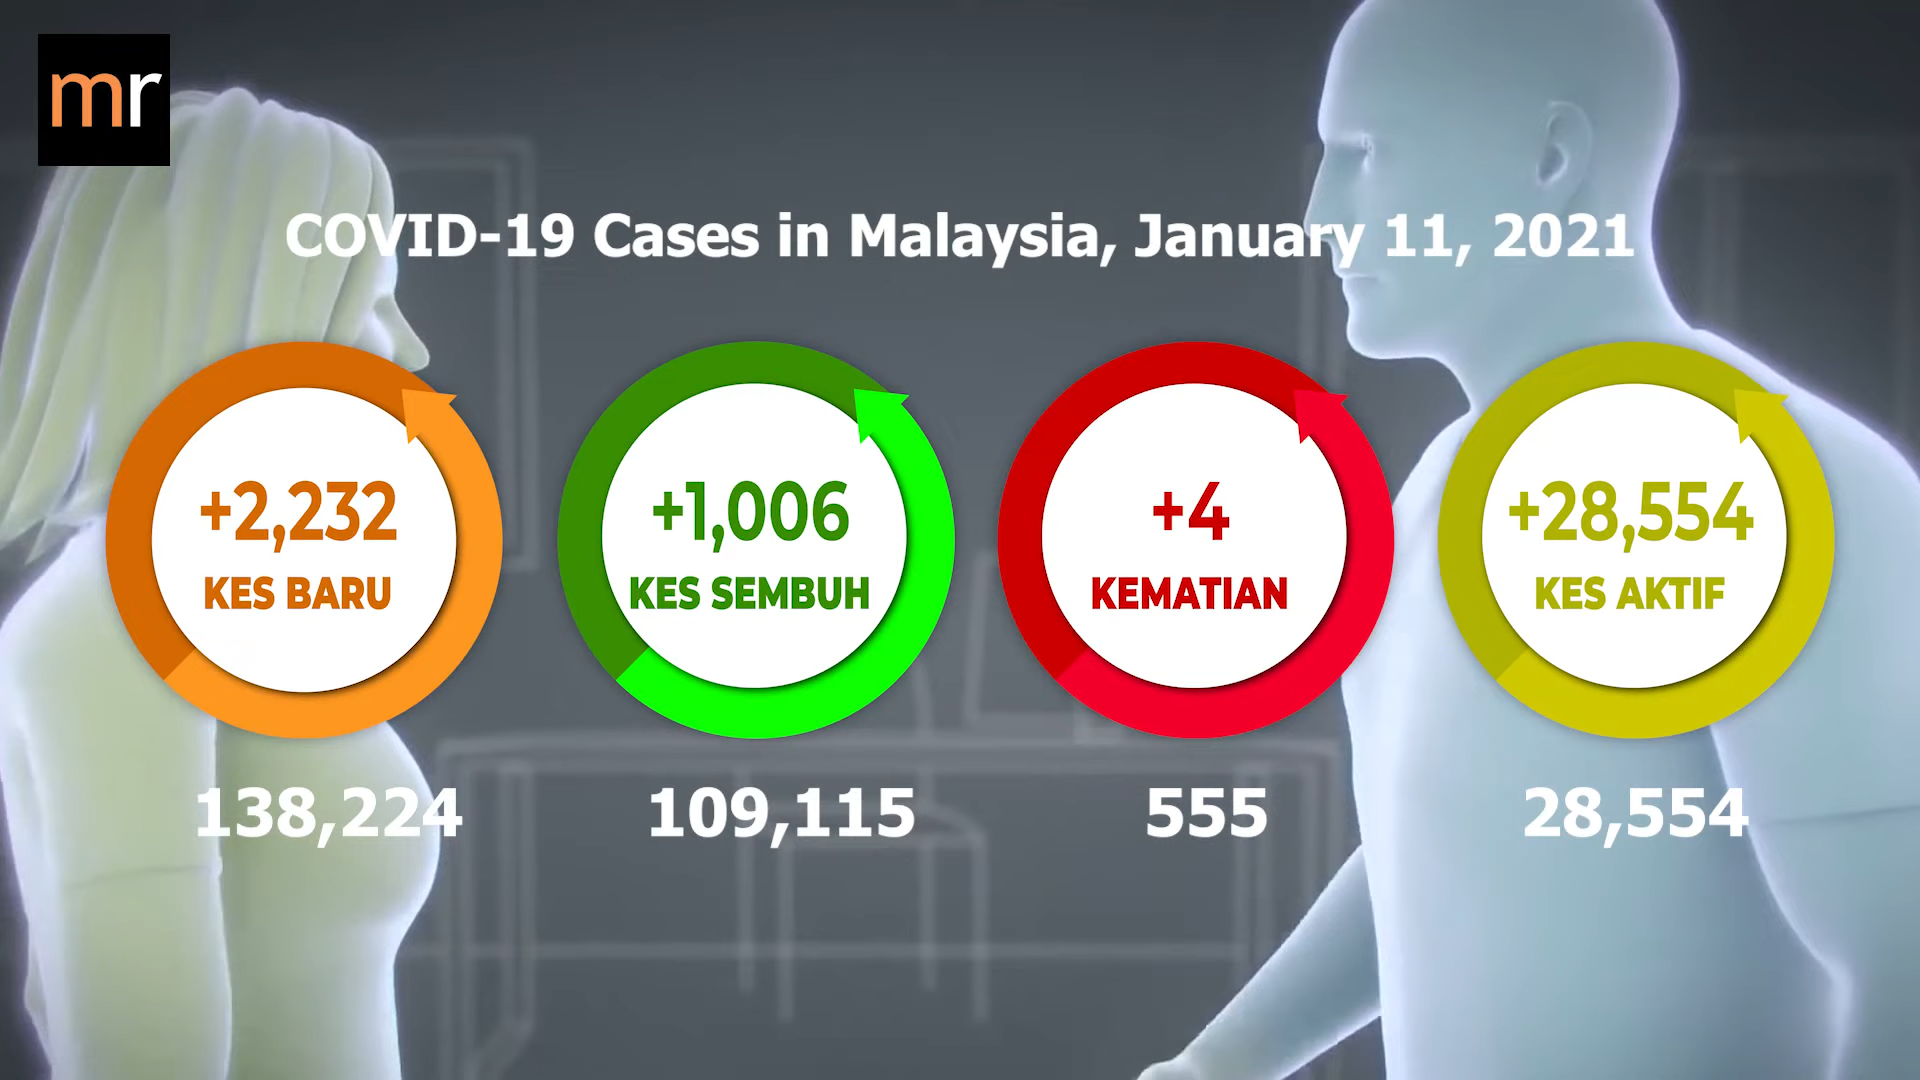 mr
COVID-19 Cases in Malaysia, January 11, 2021
+2,232
KES BARU
138,224
+1,006
KES SEMBUH
109,115
+4
KEMATIAN
555
+28,554
KES AKTIF
28,554